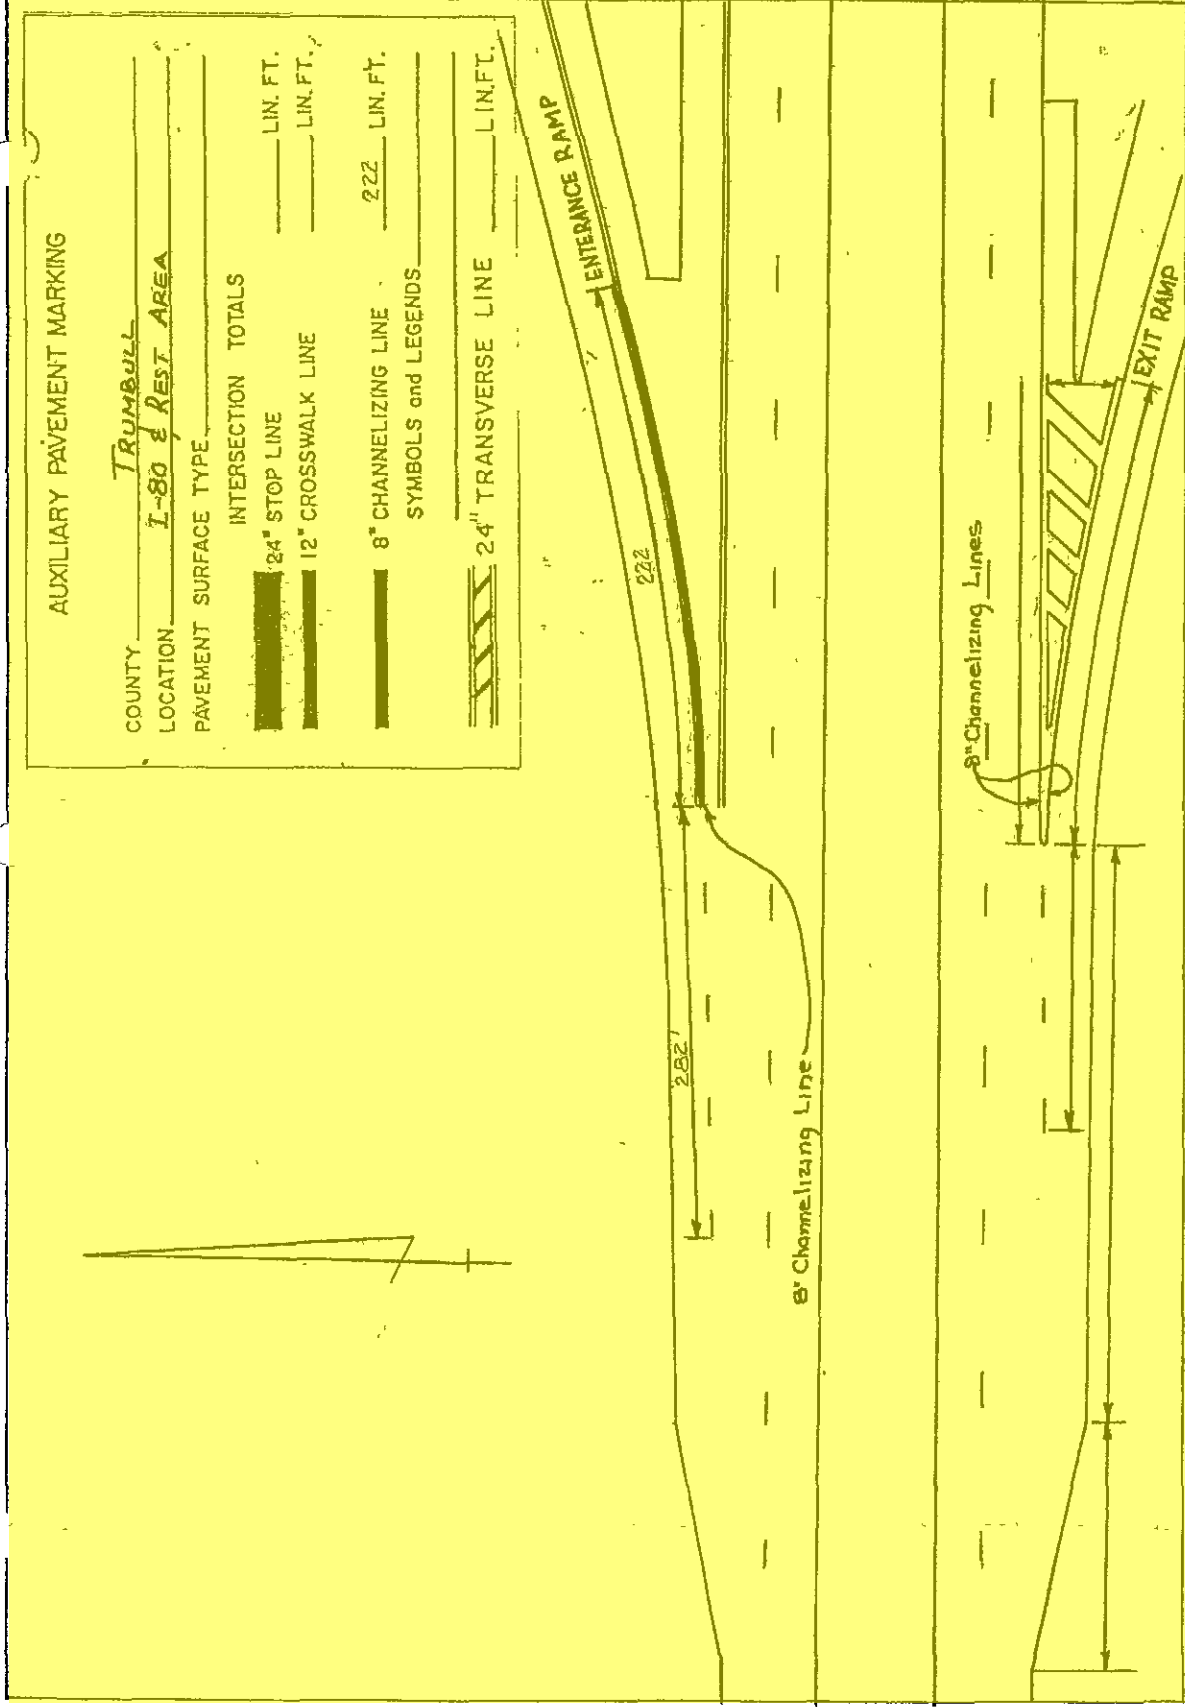 AUXILIARY PAVEMENT MARKING
COUNTY TRUMBULL
LOCATION I-80 & REST AREA
PAVEMENT SURFACE TYPE
INTERSECTION TOTALS
24" STOP LINE LIN. FT.
12" CROSSWALK LINE LIN. FT.
8" CHANNELIZING LINE 222 LIN. FT.
SYMBOLS and LEGENDS
24" TRANSVERSE LINE LIN.FT.
ENTERANCE RAMP
222
282'
8" Channelizing Line
8" Channelizing Lines
EXIT RAMP